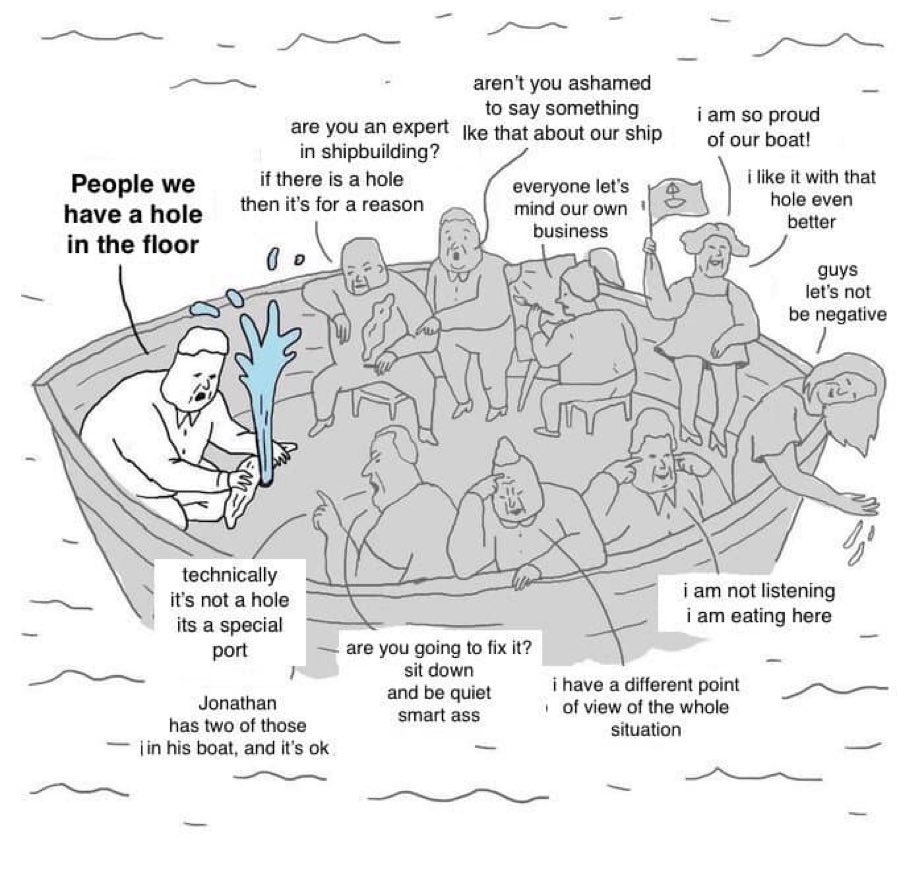 People we
have a hole
in the floor
are you an expert
in shipbuilding?
if there is a hole
then it's for a reason
aren't you ashamed
to say something
lke that about our ship
everyone let's
mind our own
business
i am so proud
of our boat!
i like it with that
hole even
better
guys
let's not
be negative
technically
it's not a hole
its a special
port
Jonathan
has two of those
in his boat, and it's ok
are you going to fix it?
sit down
and be quiet
smart ass
i have a different point
of view of the whole
situation
i am not listening
i am eating here